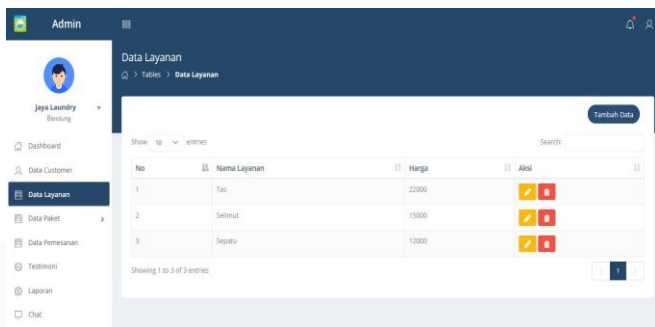 Admin
Data Layanan
Tables > Data Layanan
Jaya Laundry
Bandung
Dashboard
Data Customer
Data Layanan
Data Paket
Data Pemesanan
Testimoni
Laporan
Chat
Tambah Data
Show 10 entries
Search:
No Nama Layanan Harga Aksi
1 Tas 22000
2 Selimut 15000
3 Sepatu 12000
Showing 1 to 3 of 3 entries
1